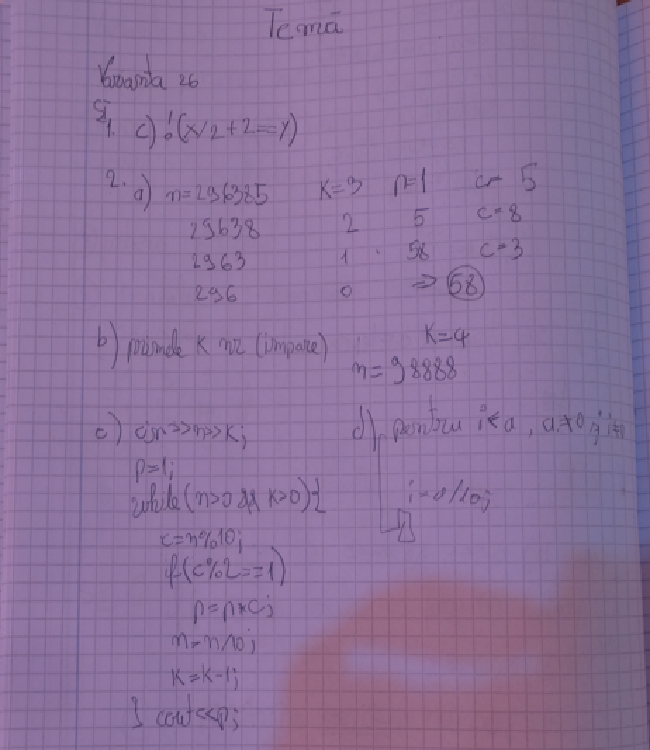 Temă
Varianta 26
S1. 1. c) !(x/2+2==y)
2. a) n=296385 k=3 p=1 c=5
29638 2 5 c=8
2963 1 58 c=3
296 0 => 58
b) primele k nr (impare) k=4
n=98888
c) cin>>n>>k; d) pentru i<a, a≠0
p=1;
while(n>0 && k>0){
c=n%10;
if(c%2==1)
p=p*c;
n=n/10;
k=k-1;
} cout<<p;